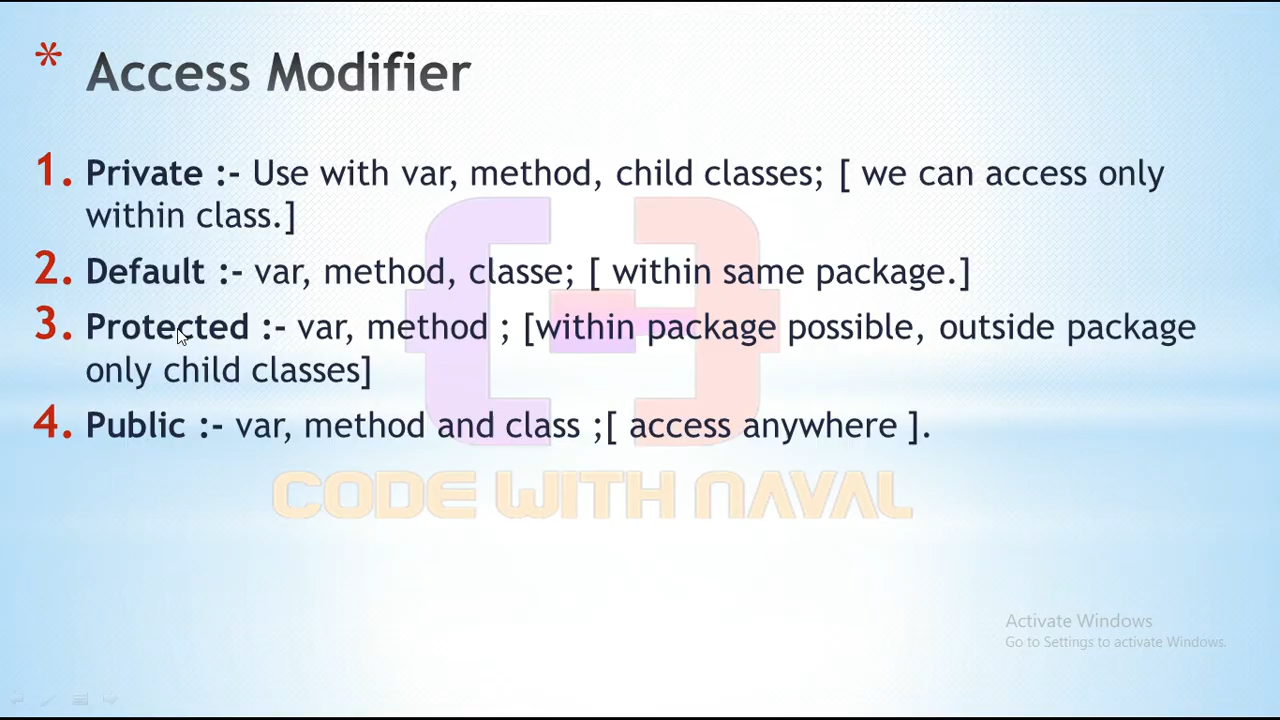 * Access Modifier
1. Private :- Use with var, method, child classes; [ we can access only
within class.]
2. Default :- var, method, classe; [ within same package.]
3. Protected :- var, method ; [within package possible, outside package
only child classes]
4. Public :- var, method and class ;[ access anywhere ].
CODE WITH NAVAL
Activate Windows
Go to Settings to activate Windows.